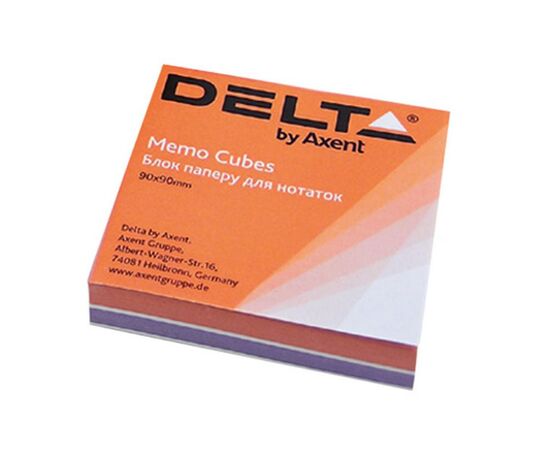 DELTA®
by Axent
Memo Cubes
Блок паперу для нотаток
90x90mm
Delta by Axent.
Axent Gruppe,
Albert-Wagner-Str.16,
74081 Heilbronn, Germany
www.axentgruppe.de